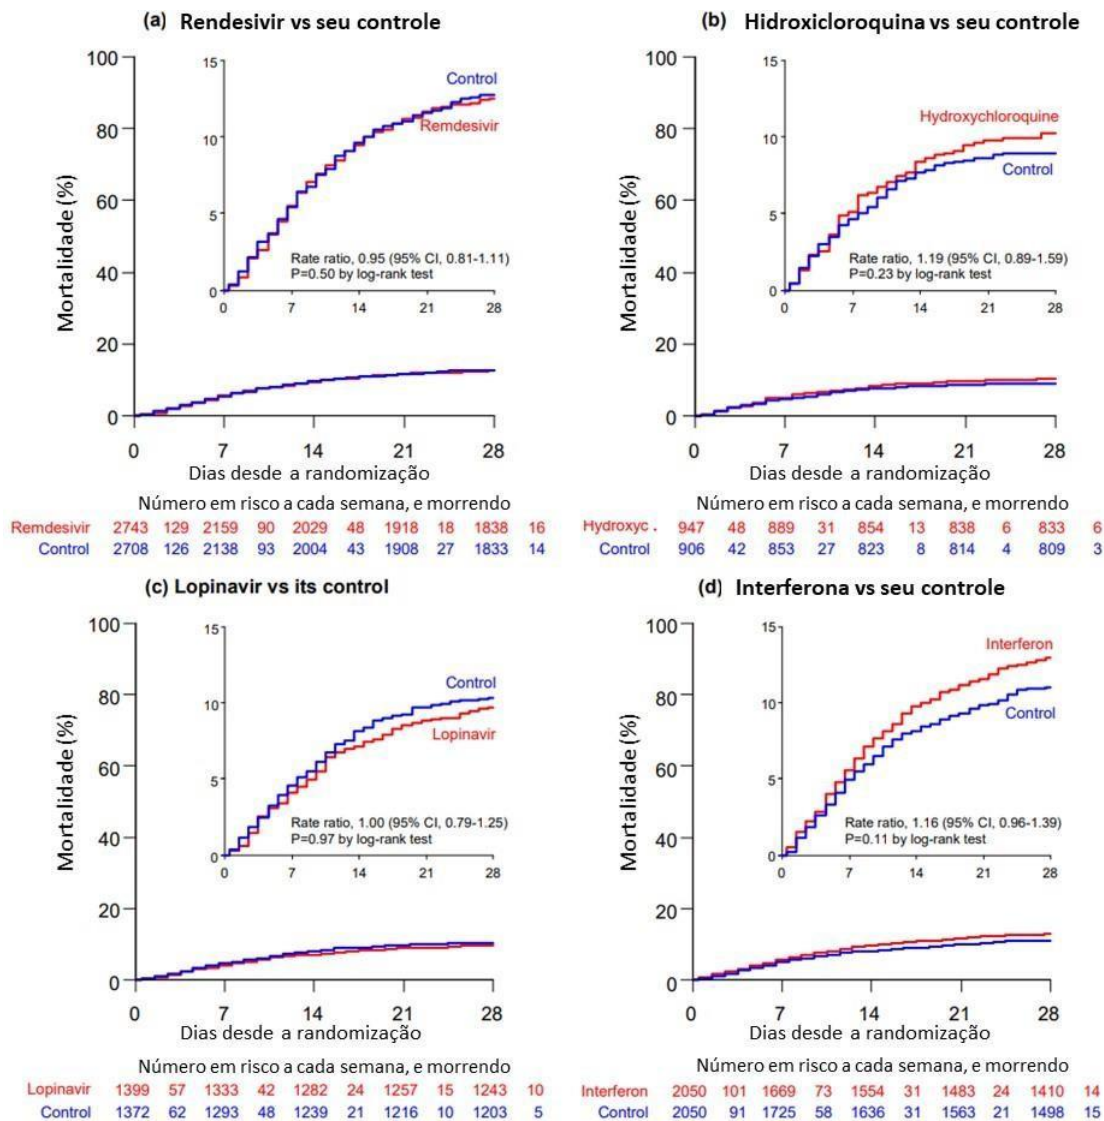 (a) Rendesivir vs seu controle
Mortalidade (%)
100
80
60
40
20
0
15
10
5
0
Control
Remdesivir
Rate ratio, 0.95 (95% CI, 0.81-1.11)
P=0.50 by log-rank test
0 7 14 21 28
0 7 14 21 28
Dias desde a randomização
Número em risco a cada semana, e morrendo
Remdesivir 2743 129 2159 90 2029 48 1918 18 1838 16
Control 2708 126 2138 93 2004 43 1908 27 1833 14
(b) Hidroxicloroquina vs seu controle
Mortalidade (%)
100
80
60
40
20
0
15
10
5
0
Hydroxychloroquine
Control
Rate ratio, 1.19 (95% CI, 0.89-1.59)
P=0.23 by log-rank test
0 7 14 21 28
0 7 14 21 28
Dias desde a randomização
Número em risco a cada semana, e morrendo
Hydroxyc . 947 48 889 31 854 13 838 6 833 6
Control 906 42 853 27 823 8 814 4 809 3
(c) Lopinavir vs its control
Mortalidade (%)
100
80
60
40
20
0
15
10
5
0
Control
Lopinavir
Rate ratio, 1.00 (95% CI, 0.79-1.25)
P=0.97 by log-rank test
0 7 14 21 28
0 7 14 21 28
Dias desde a randomização
Número em risco a cada semana, e morrendo
Lopinavir 1399 57 1333 42 1282 24 1257 15 1243 10
Control 1372 62 1293 48 1239 21 1216 10 1203 5
(d) Interferona vs seu controle
Mortalidade (%)
100
80
60
40
20
0
15
10
5
0
Interferon
Control
Rate ratio, 1.16 (95% CI, 0.96-1.39)
P=0.11 by log-rank test
0 7 14 21 28
0 7 14 21 28
Dias desde a randomização
Número em risco a cada semana, e morrendo
Interferon 2050 101 1669 73 1554 31 1483 24 1410 14
Control 2050 91 1725 58 1636 31 1563 21 1498 15